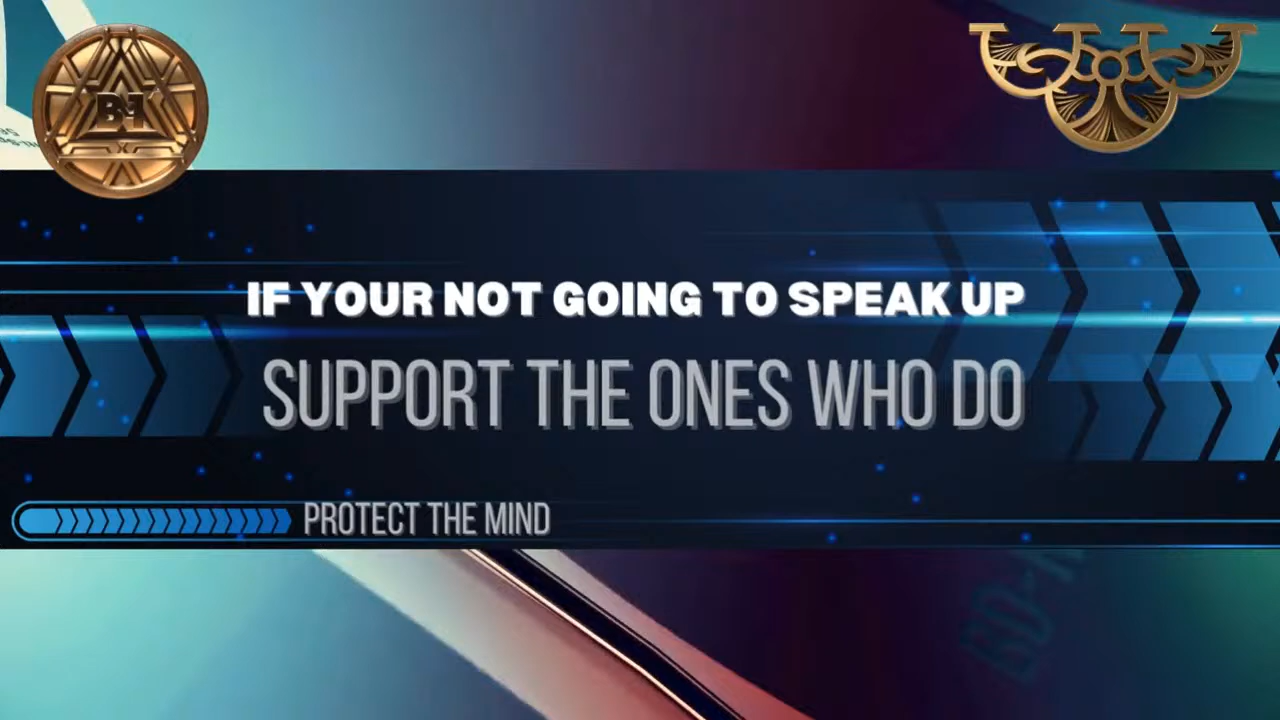 IF YOUR NOT GOING TO SPEAK UP
SUPPORT THE ONES WHO DO
PROTECT THE MIND